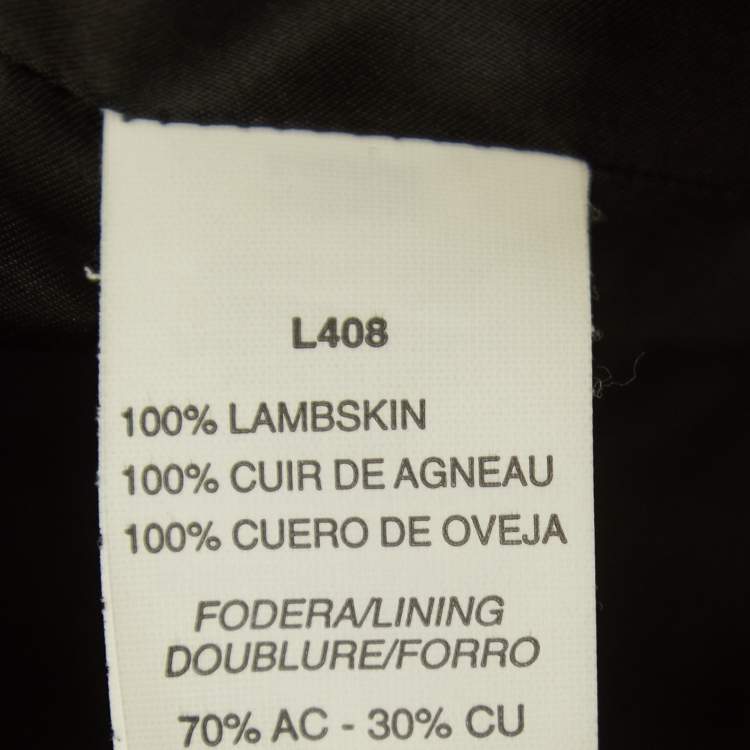 L408
100% LAMBSKIN
100% CUIR DE AGNEAU
100% CUERO DE OVEJA
FODERA/LINING
DOUBLURE/FORRO
70% AC - 30% CU